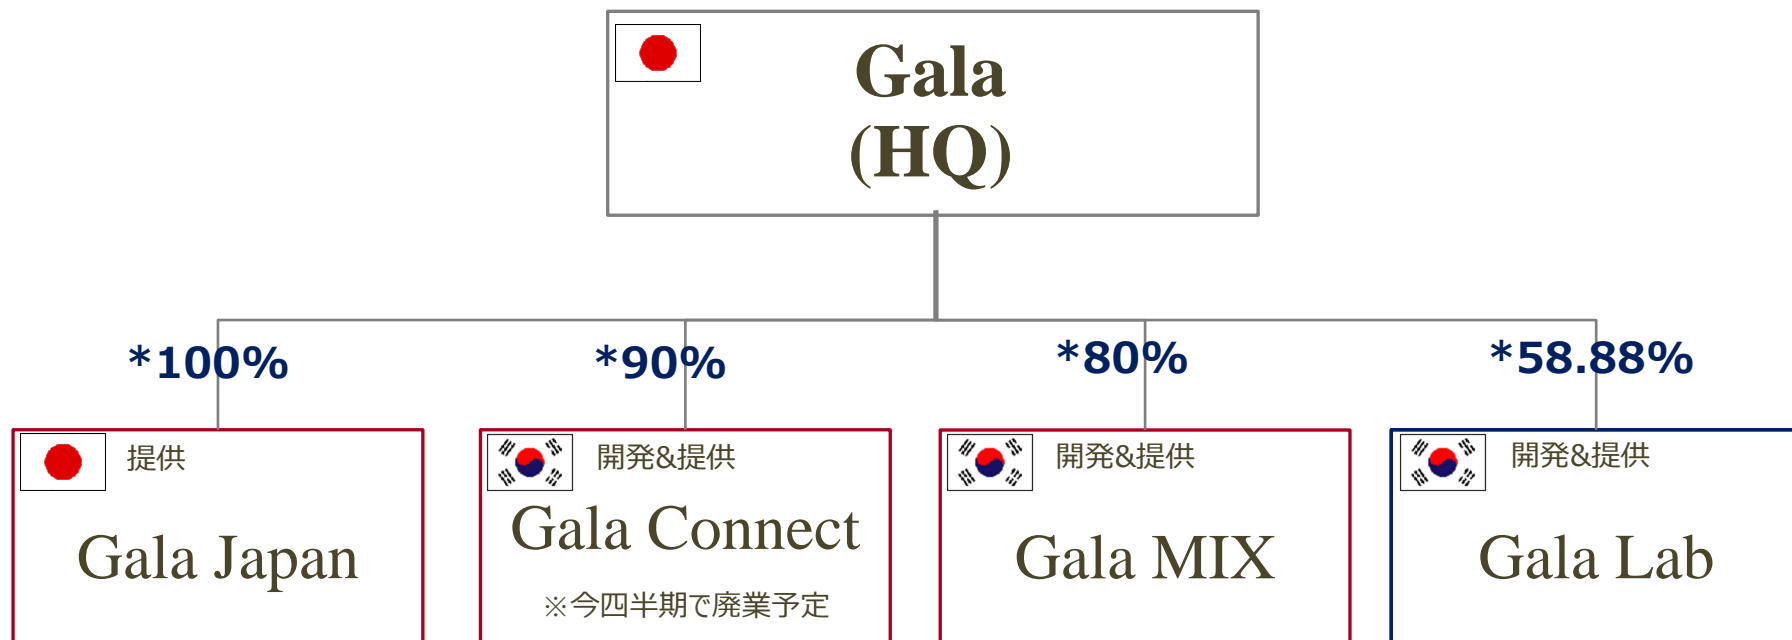 Gala
(HQ)
*100%
*90%
*80%
*58.88%
提供
Gala Japan
開発&提供
Gala Connect
※今四半期で廃業予定
開発&提供
Gala MIX
開発&提供
Gala Lab